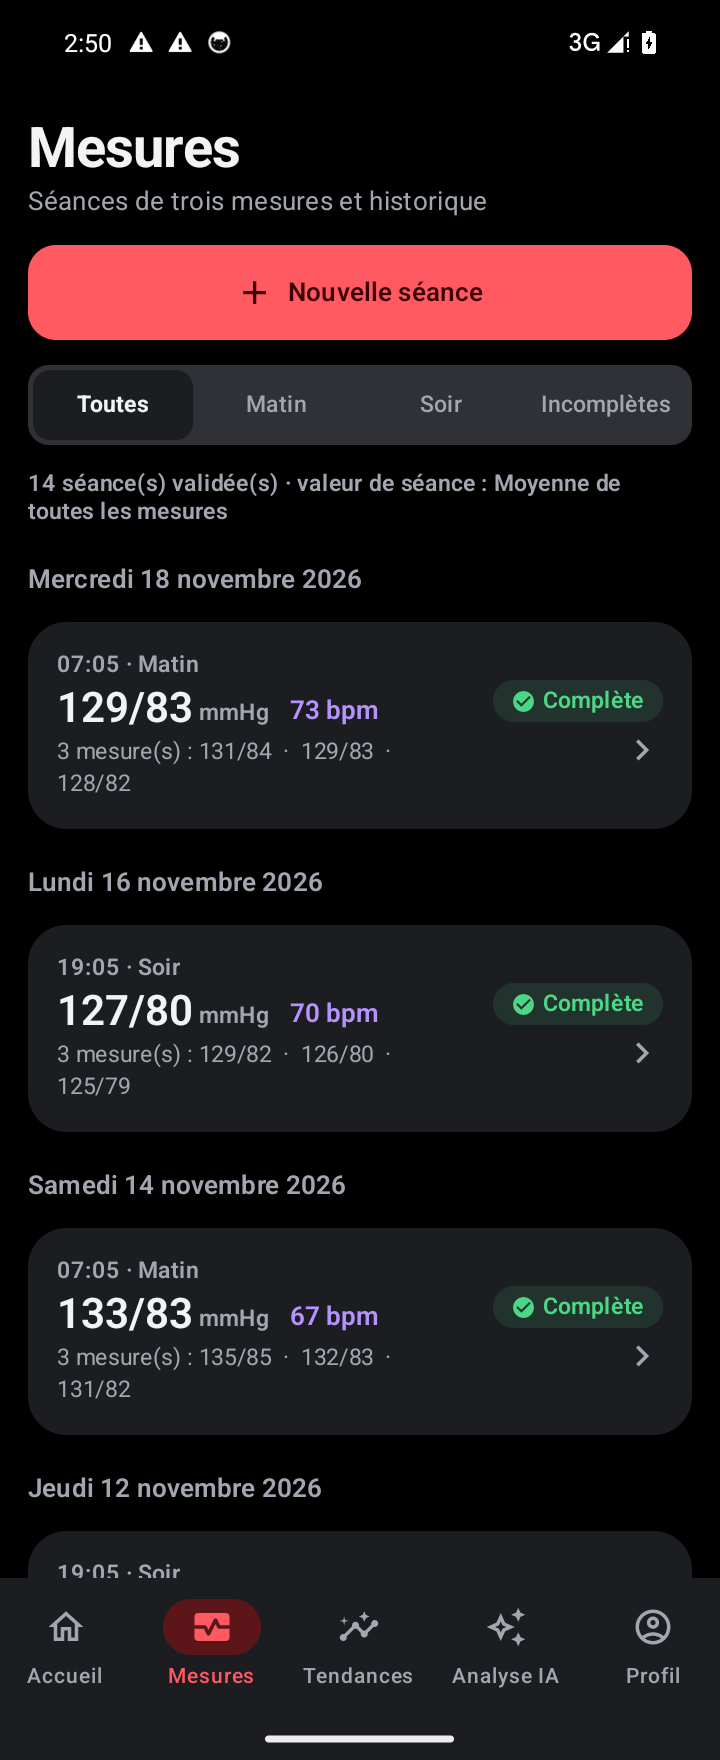 2:50
3G
Mesures
Séances de trois mesures et historique
+ Nouvelle séance
Toutes Matin Soir Incomplètes
14 séance(s) validée(s) · valeur de séance : Moyenne de
toutes les mesures
Mercredi 18 novembre 2026
07:05 · Matin
129/83 mmHg 73 bpm
Complète
3 mesure(s) : 131/84 · 129/83 ·
128/82
Lundi 16 novembre 2026
19:05 · Soir
127/80 mmHg 70 bpm
Complète
3 mesure(s) : 129/82 · 126/80 ·
125/79
Samedi 14 novembre 2026
07:05 · Matin
133/83 mmHg 67 bpm
Complète
3 mesure(s) : 135/85 · 132/83 ·
131/82
Jeudi 12 novembre 2026
19:05 · Soir
Accueil Mesures Tendances Analyse IA Profil